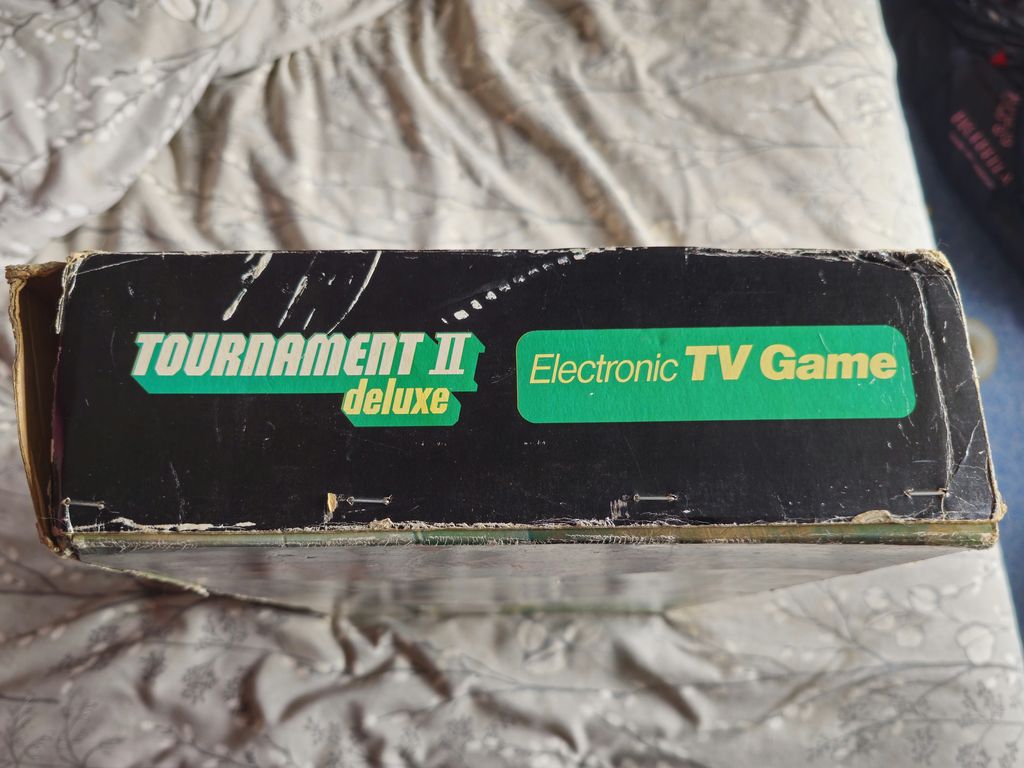 TOURNAMENT II
deluxe
Electronic TV Game